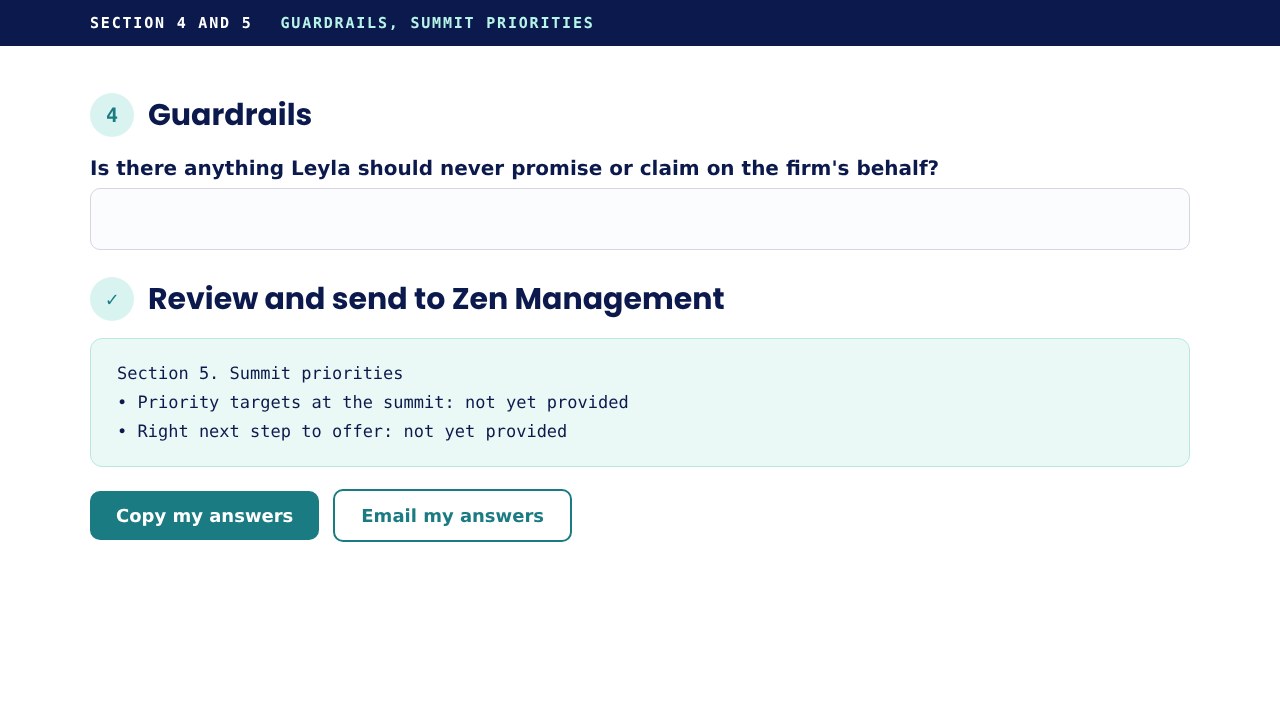 SECTION 4 AND 5 GUARDRAILS, SUMMIT PRIORITIES
4 Guardrails
Is there anything Leyla should never promise or claim on the firm's behalf?
✓ Review and send to Zen Management
Section 5. Summit priorities
• Priority targets at the summit: not yet provided
• Right next step to offer: not yet provided
Copy my answers Email my answers